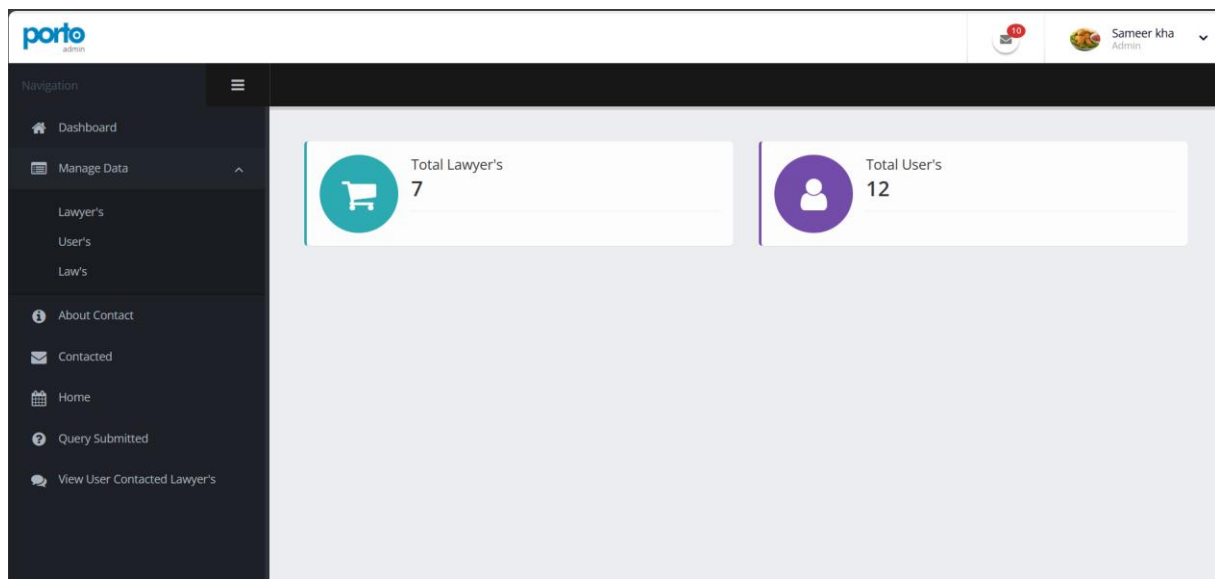 porto
admin
10
Sameer kha
Admin
Navigation
Dashboard
Manage Data
Lawyer's
User's
Law's
About Contact
Contacted
Home
Query Submitted
View User Contacted Lawyer's
Total Lawyer's
7
Total User's
12